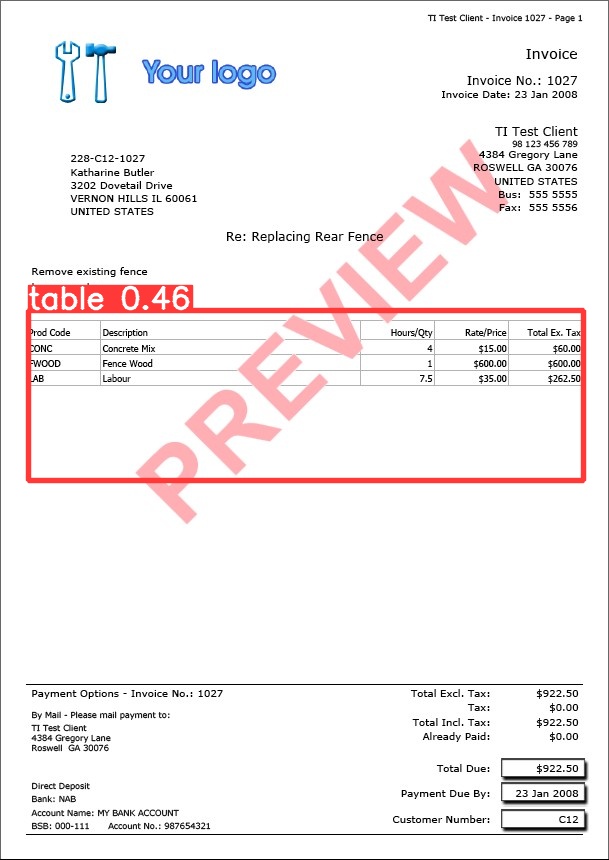 TI Test Client - Invoice 1027 - Page 1
Your logo
Invoice
Invoice No.: 1027
Invoice Date: 23 Jan 2008
TI Test Client
98 123 456 789
4384 Gregory Lane
ROSWELL GA 30076
UNITED STATES
Bus: 555 5555
Fax: 555 5556
228-C12-1027
Katharine Butler
3202 Dovetail Drive
VERNON HILLS IL 60061
UNITED STATES
Re: Replacing Rear Fence
PREVIEW
Remove existing fence
table 0.46
Prod Code Description Hours/Qty Rate/Price Total Ex. Tax
CONC Concrete Mix 4 $15.00 $60.00
FWOOD Fence Wood 1 $600.00 $600.00
LAB Labour 7.5 $35.00 $262.50
Payment Options - Invoice No.: 1027
By Mail - Please mail payment to:
TI Test Client
4384 Gregory Lane
Roswell GA 30076
Direct Deposit
Bank: NAB
Account Name: MY BANK ACCOUNT
BSB: 000-111 Account No.: 987654321
Total Excl. Tax: $922.50
Tax: $0.00
Total Incl. Tax: $922.50
Already Paid: $0.00
Total Due: $922.50
Payment Due By: 23 Jan 2008
Customer Number: C12